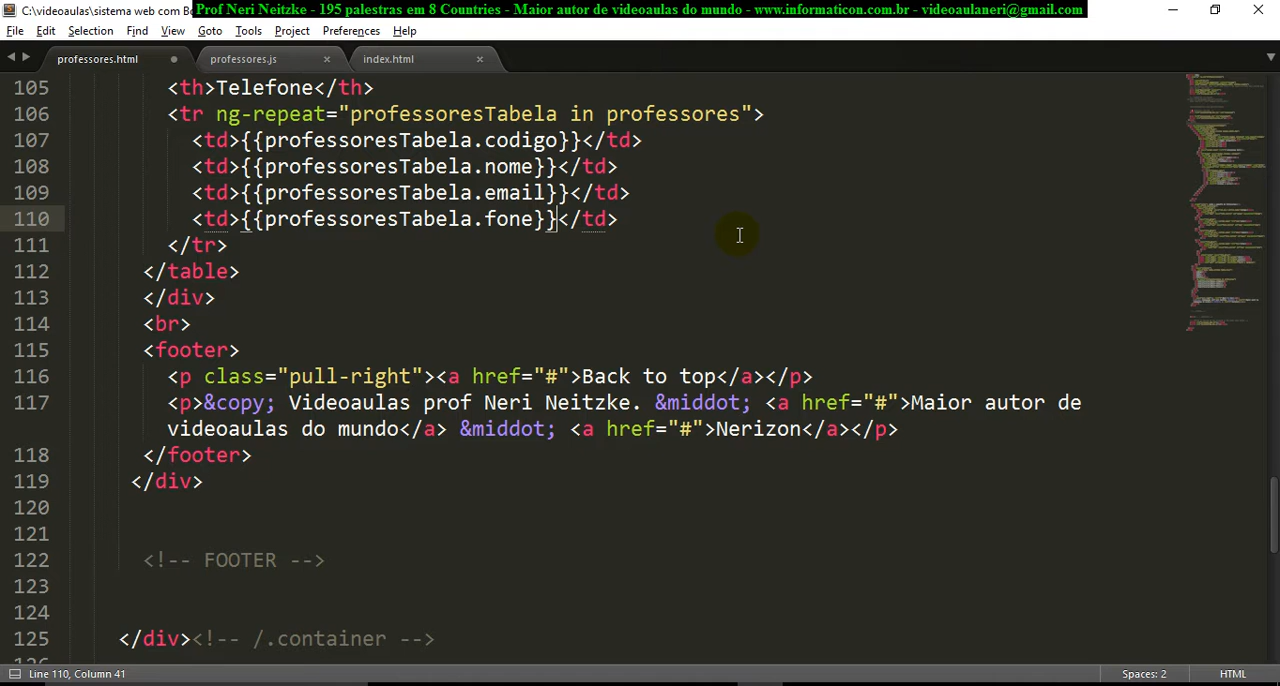 C:\videoaulas\sistema web com Bo
Prof Neri Neitzke - 195 palestras em 8 Countries - Maior autor de videoaulas do mundo - www.informaticon.com.br - videoaulaneri@gmail.com
File Edit Selection Find View Goto Tools Project Preferences Help
professores.html professores.js index.html
105 <th>Telefone</th>
106 <tr ng-repeat="professoresTabela in professores">
107 <td>{{professoresTabela.codigo}}</td>
108 <td>{{professoresTabela.nome}}</td>
109 <td>{{professoresTabela.email}}</td>
110 <td>{{professoresTabela.fone}}</td>
111 </tr>
112 </table>
113 </div>
114 <br>
115 <footer>
116 <p class="pull-right"><a href="#">Back to top</a></p>
117 <p>&copy; Videoaulas prof Neri Neitzke. &middot; <a href="#">Maior autor de
videoaulas do mundo</a> &middot; <a href="#">Nerizon</a></p>
118 </footer>
119 </div>
120
121
122 <!-- FOOTER -->
123
124
125 </div><!-- /.container -->
Line 110, Column 41 Spaces: 2 HTML